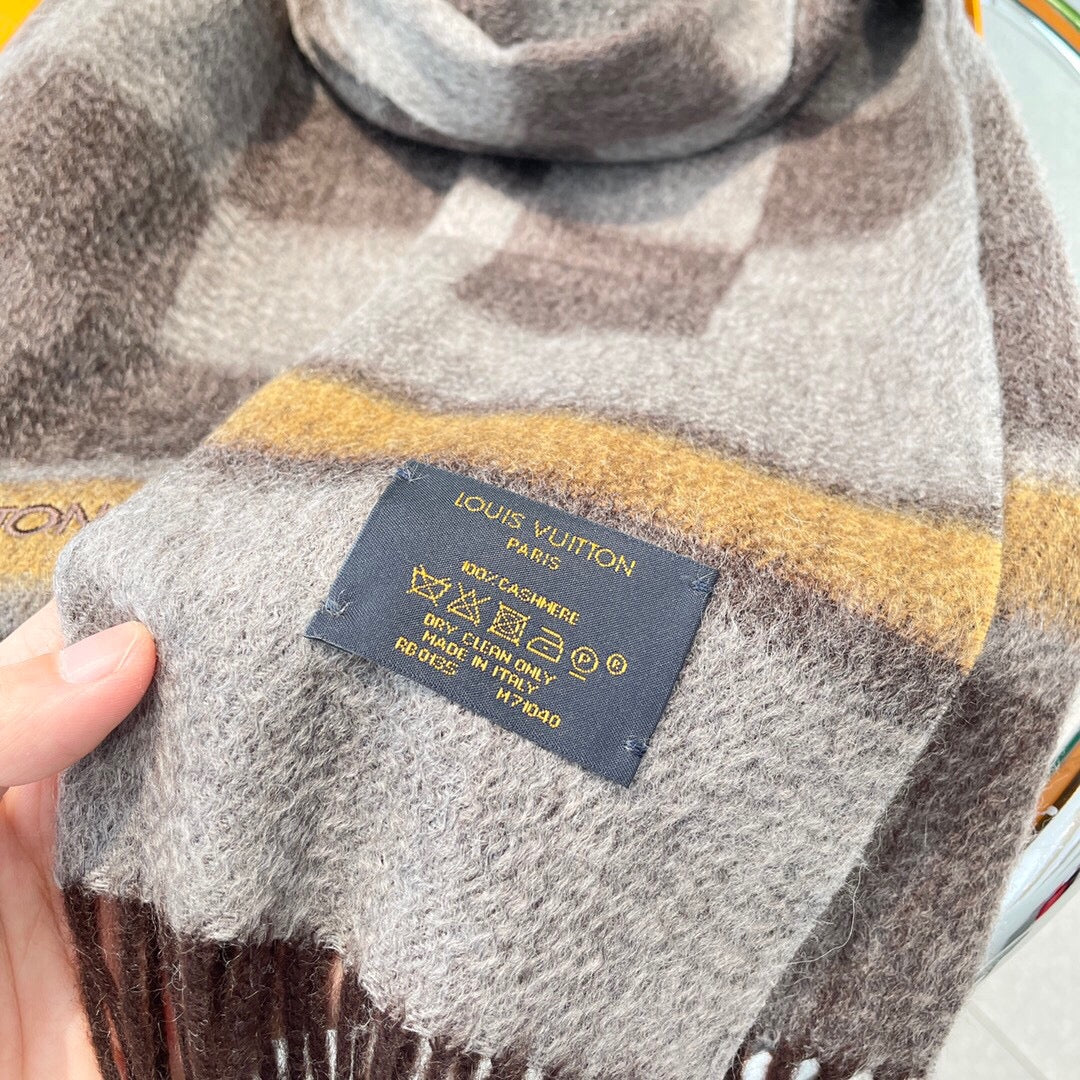 LOUIS VUITTON
PARIS
100% CASHMERE
P R
DRY CLEAN ONLY
MADE IN ITALY
RB0135 M71040